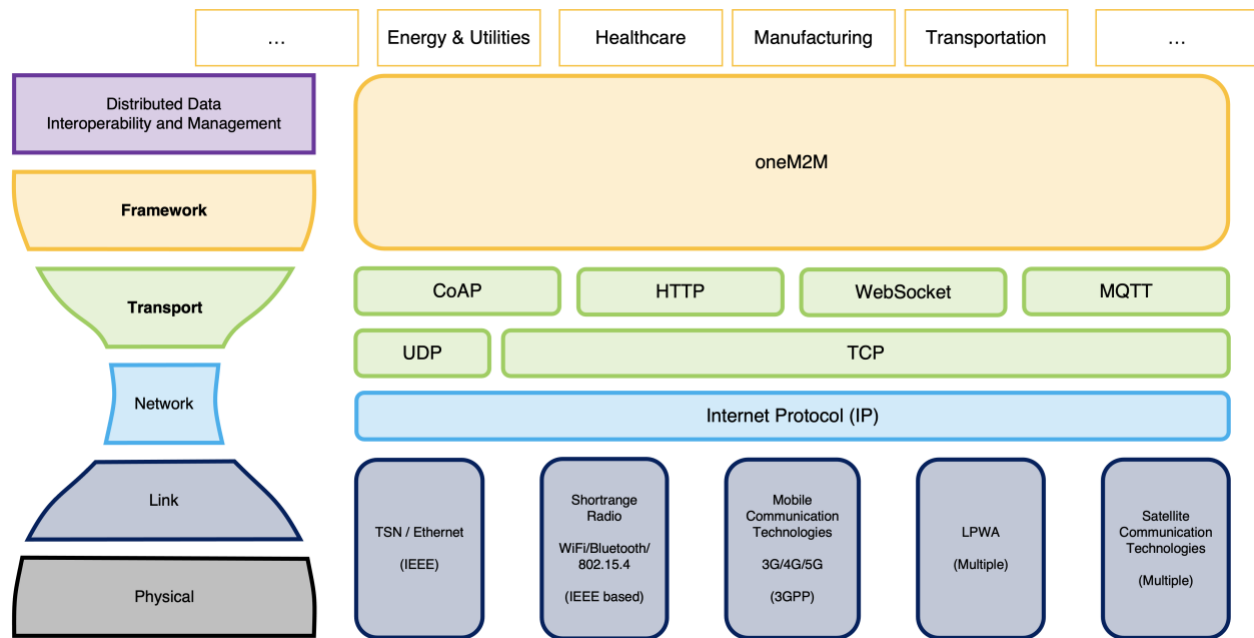 …
Energy & Utilities
Healthcare
Manufacturing
Transportation
…
Distributed Data
Interoperability and Management
oneM2M
Framework
Transport
CoAP
HTTP
WebSocket
MQTT
UDP
TCP
Network
Internet Protocol (IP)
Link
TSN / Ethernet
(IEEE)
Shortrange
Radio
WiFi/Bluetooth/
802.15.4
(IEEE based)
Mobile
Communication
Technologies
3G/4G/5G
(3GPP)
LPWA
(Multiple)
Satellite
Communication
Technologies
(Multiple)
Physical